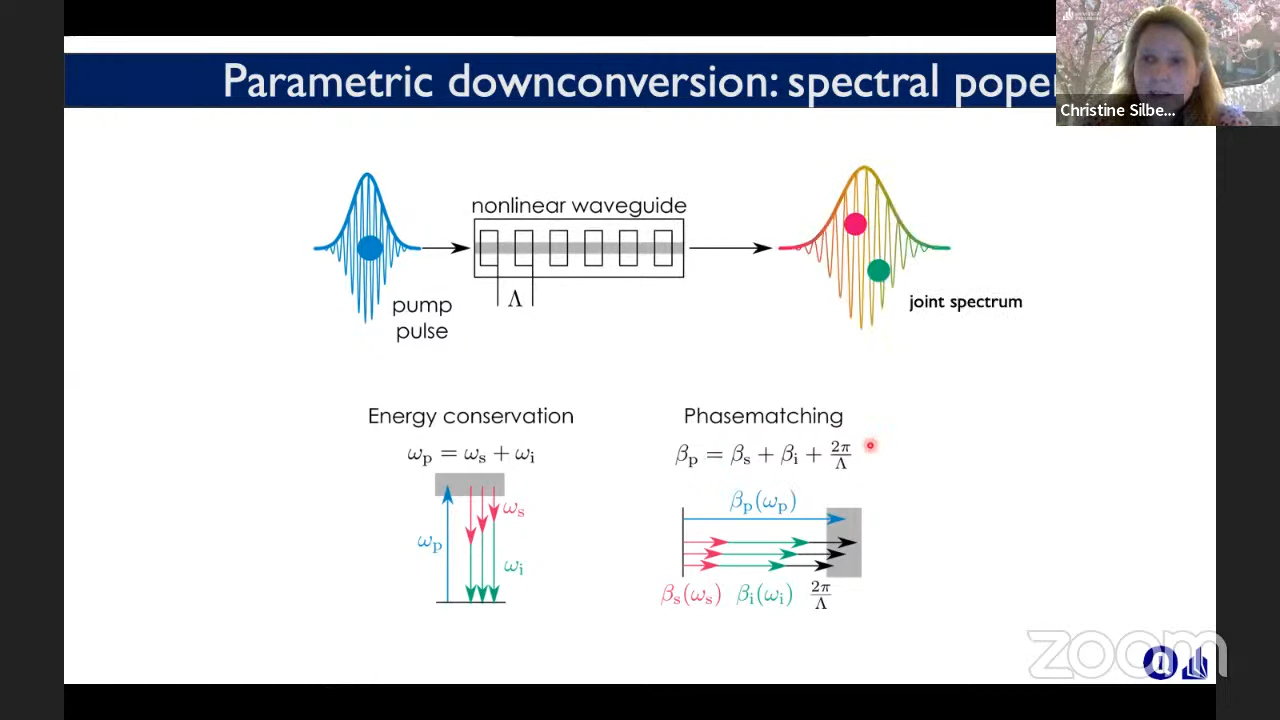 Parametric downconversion: spectral poper
Christine Silbe...
nonlinear waveguide
Λ
pump
pulse
joint spectrum
Energy conservation
ωp = ωs + ωi
Phasematching
βp = βs + βi + 2π/Λ
ωp
ωs
ωi
βp(ωp)
βs(ωs) βi(ωi) 2π/Λ
zoom